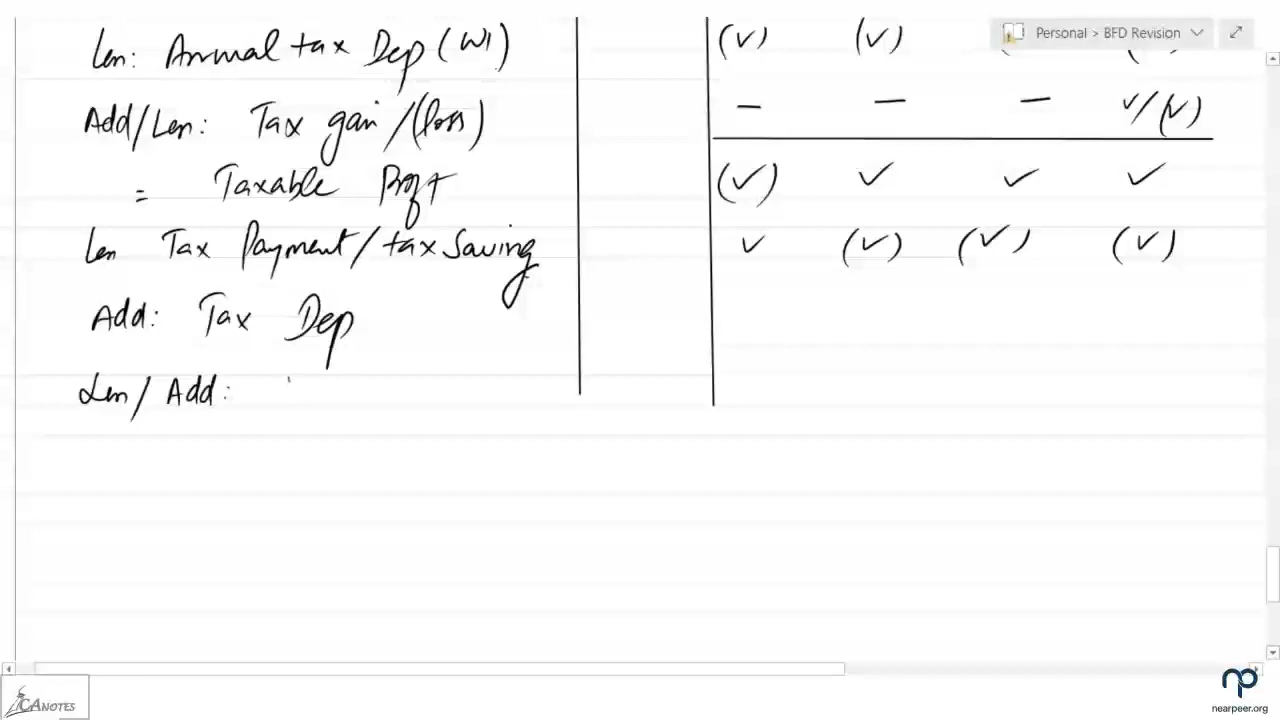 Personal > BFD Revision
Less: Annual tax Dep (W1) (✓) (✓) ( (
Add/Less: Tax gain/(loss) — — — ✓/(✓)
= Taxable Profit (✓) ✓ ✓ ✓
Less Tax Payment/tax Saving ✓ (✓) (✓) (✓)
Add: Tax Dep
Less/Add:
CANOTES
np
nearpeer.org